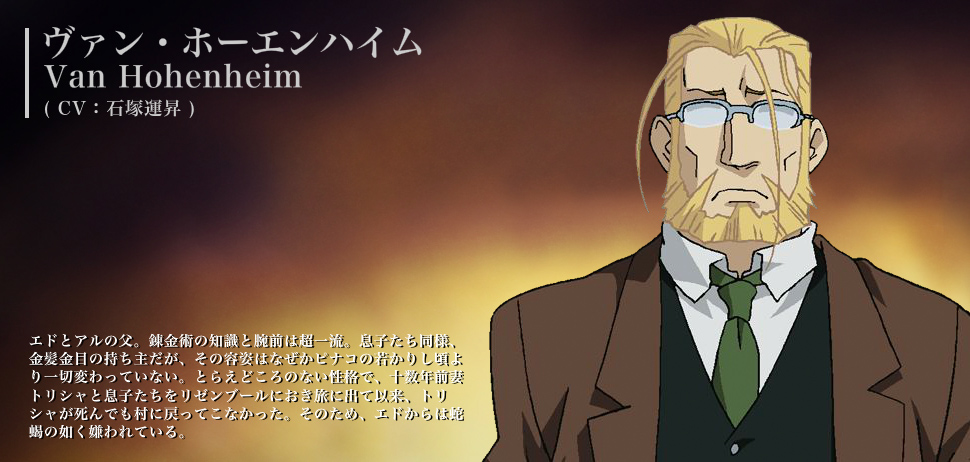 ヴァン・ホーエンハイム
Van Hohenheim
( CV：石塚運昇 )
エドとアルの父。錬金術の知識と腕前は超一流。息子たち同様、
金髪金目の持ち主だが、その容姿はなぜかピナコの若かりし頃よ
り一切変わっていない。とらえどころのない性格で、十数年前妻
トリシャと息子たちをリゼンブールにおき旅に出て以来、トリ
シャが死んでも村に戻ってこなかった。そのため、エドからは蛇
蝎の如く嫌われている。